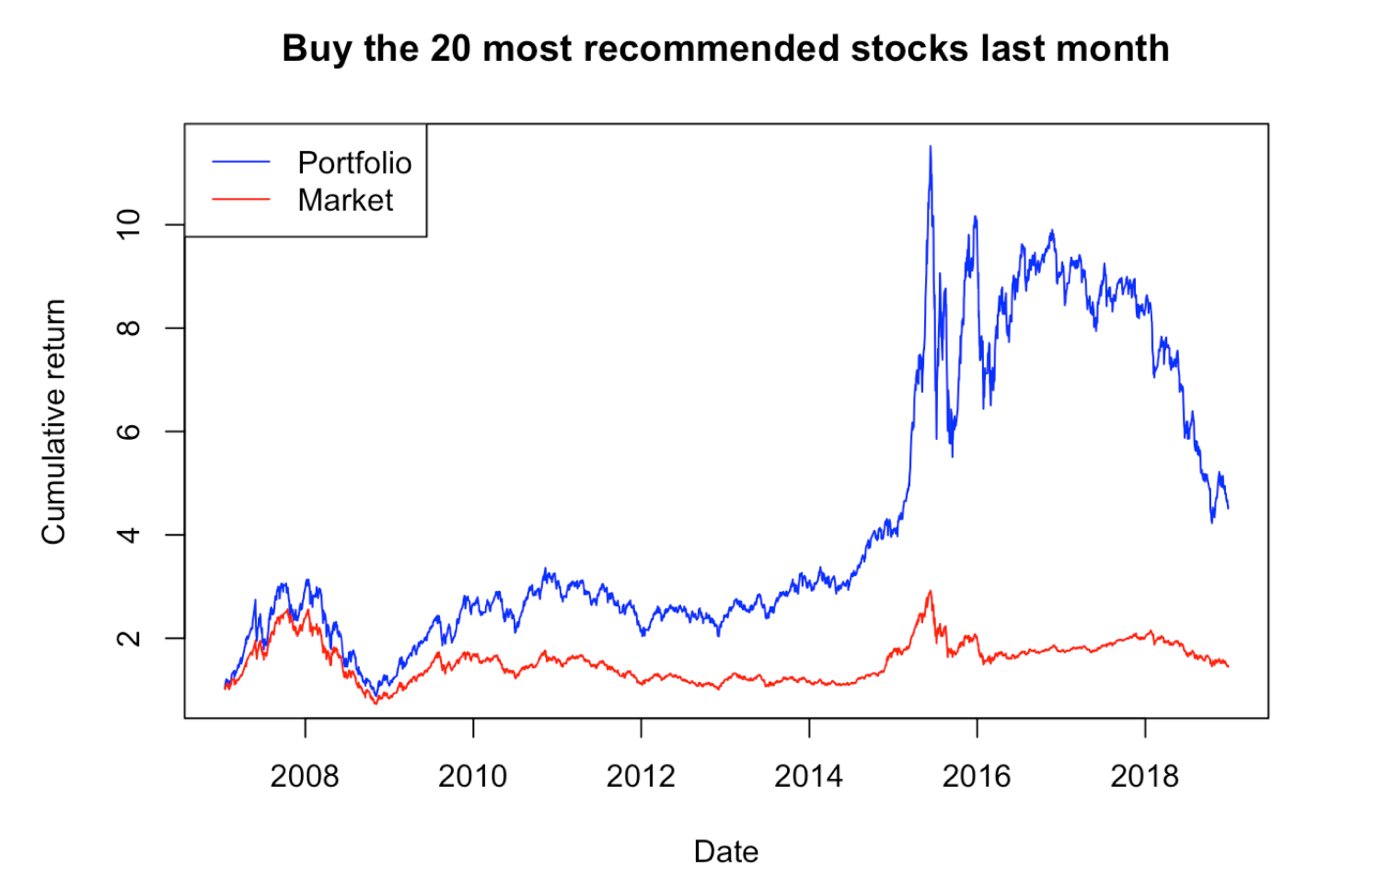 Buy the 20 most recommended stocks last month
Portfolio
Market
Cumulative return
10
8
6
4
2
2008 2010 2012 2014 2016 2018
Date